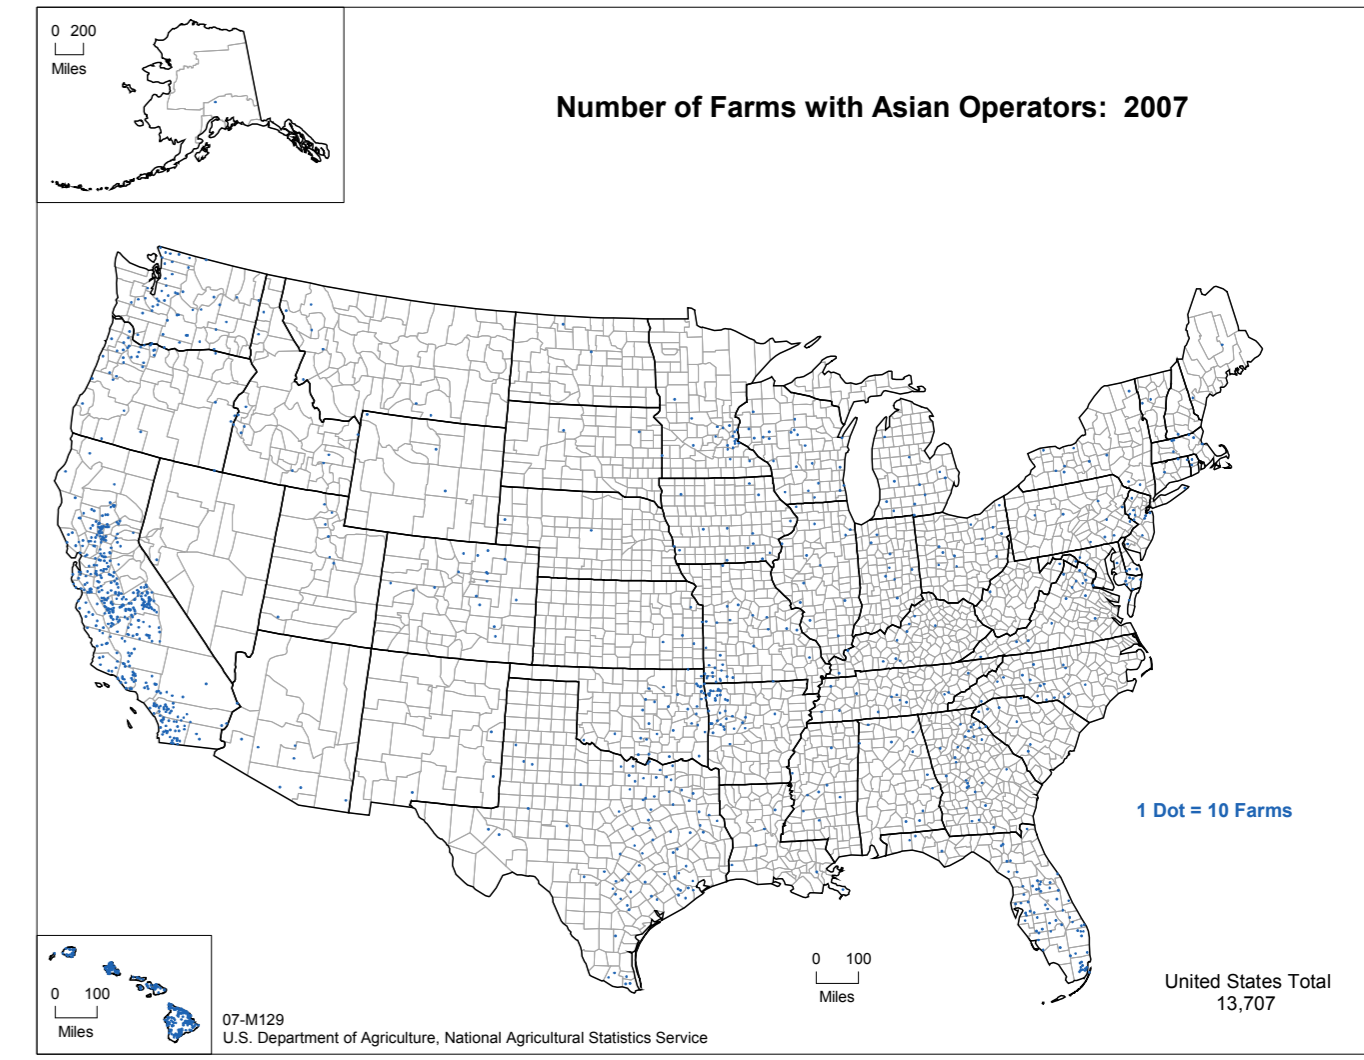 0 200
Miles
Number of Farms with Asian Operators: 2007
1 Dot = 10 Farms
0 100
Miles
United States Total
13,707
0 100
Miles
07-M129
U.S. Department of Agriculture, National Agricultural Statistics Service